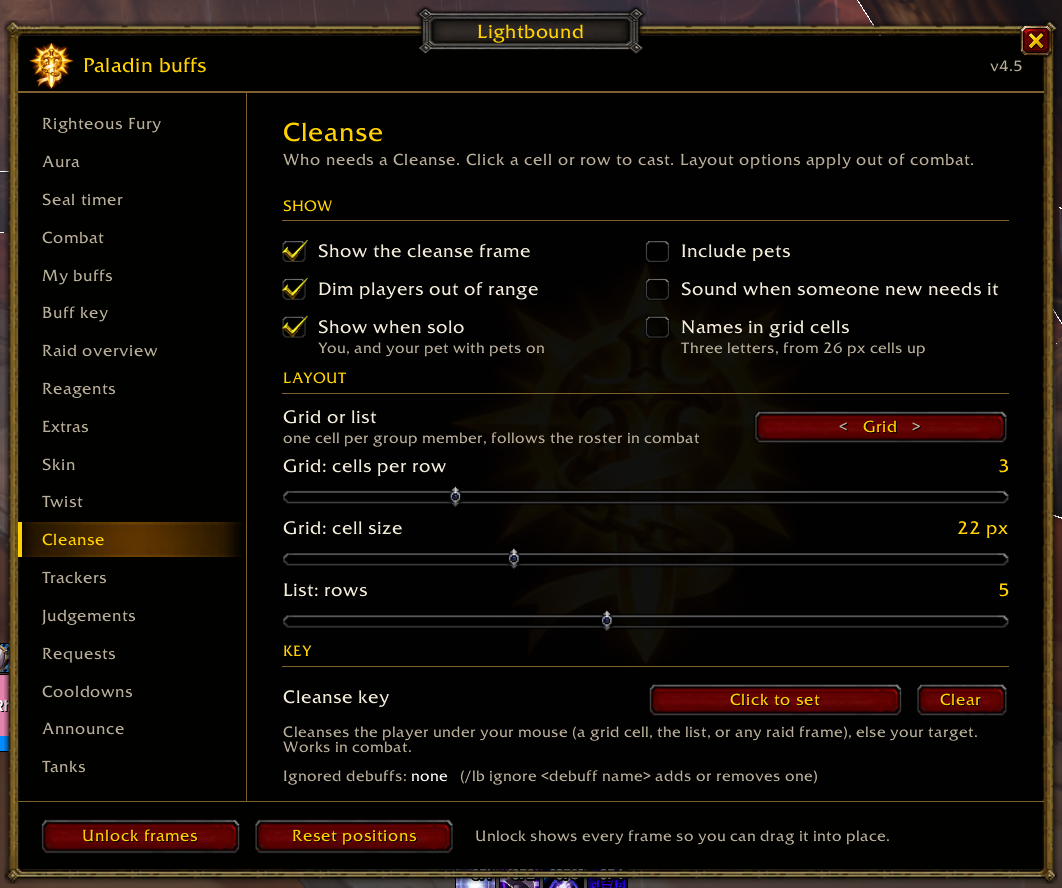 Lightbound
Paladin buffs
v4.5
Righteous Fury
Aura
Seal timer
Combat
My buffs
Buff key
Raid overview
Reagents
Extras
Skin
Twist
Cleanse
Trackers
Judgements
Requests
Cooldowns
Announce
Tanks
Cleanse
Who needs a Cleanse. Click a cell or row to cast. Layout options apply out of combat.
SHOW
Show the cleanse frame
Include pets
Dim players out of range
Sound when someone new needs it
Show when solo
You, and your pet with pets on
Names in grid cells
Three letters, from 26 px cells up
LAYOUT
Grid or list
one cell per group member, follows the roster in combat
< Grid >
Grid: cells per row 3
Grid: cell size 22 px
List: rows 5
KEY
Cleanse key
Click to set
Clear
Cleanses the player under your mouse (a grid cell, the list, or any raid frame), else your target.
Works in combat.
Ignored debuffs: none (/lb ignore <debuff name> adds or removes one)
Unlock frames
Reset positions
Unlock shows every frame so you can drag it into place.